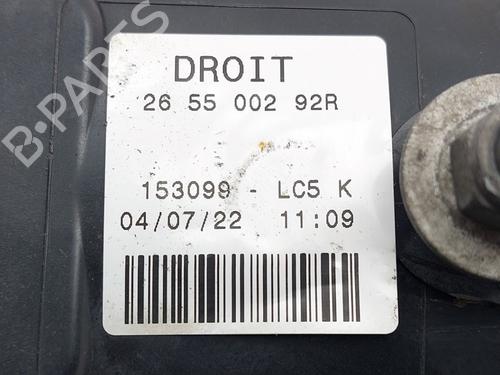 DROIT
26 55 002 92R
153099 - LC5 K
04/07/22 11:09
B-PARTS